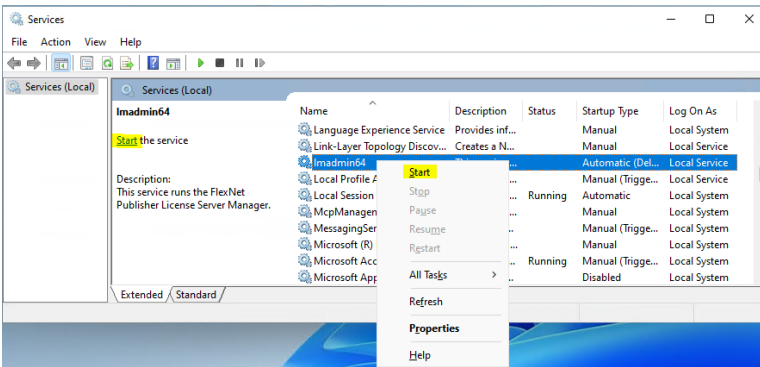 Services
File Action View Help
Services (Local)
Services (Local)
lmadmin64
Start the service
Description:
This service runs the FlexNet
Publisher License Server Manager.
Name Description Status Startup Type Log On As
Language Experience Service Provides inf... Manual Local System
Link-Layer Topology Discov... Creates a N... Manual Local Service
lmadmin64 ... Automatic (Del... Local Service
Local Profile A ... Manual (Trigge... Local Service
Local Session ... Running Automatic Local System
McpManagen ... Manual Local System
MessagingSer ... Manual (Trigge... Local System
Microsoft (R) ... Manual Local System
Microsoft Acc ... Running Manual (Trigge... Local System
Microsoft App ... Disabled Local System
Start
Stop
Pause
Resume
Restart
All Tasks
Refresh
Properties
Help
Extended Standard